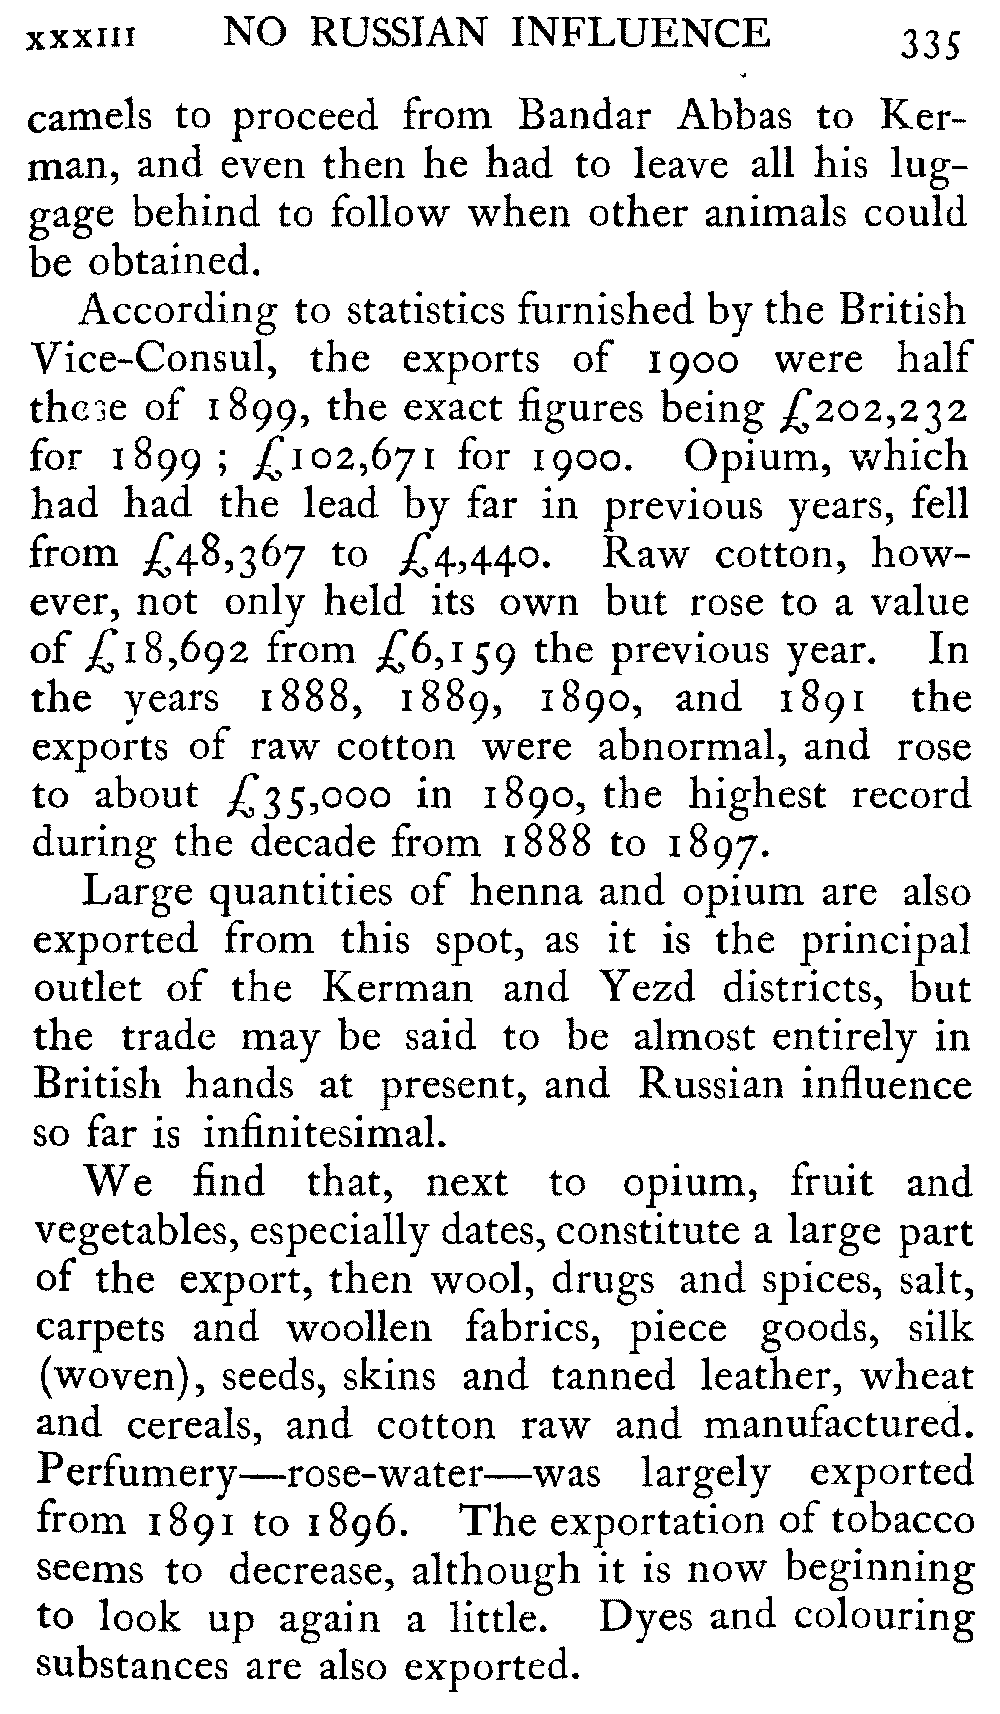 xxxiii NO RUSSIAN INFLUENCE 335
camels to proceed from Bandar Abbas to Ker-
man, and even then he had to leave all his lug-
gage behind to follow when other animals could
be obtained.
According to statistics furnished by the British
Vice-Consul, the exports of 1900 were half
those of 1899, the exact figures being £202,232
for 1899 ; £102,671 for 1900. Opium, which
had had the lead by far in previous years, fell
from £48,367 to £4,440. Raw cotton, how-
ever, not only held its own but rose to a value
of £18,692 from £6,159 the previous year. In
the years 1888, 1889, 1890, and 1891 the
exports of raw cotton were abnormal, and rose
to about £35,000 in 1890, the highest record
during the decade from 1888 to 1897.
Large quantities of henna and opium are also
exported from this spot, as it is the principal
outlet of the Kerman and Yezd districts, but
the trade may be said to be almost entirely in
British hands at present, and Russian influence
so far is infinitesimal.
We find that, next to opium, fruit and
vegetables, especially dates, constitute a large part
of the export, then wool, drugs and spices, salt,
carpets and woollen fabrics, piece goods, silk
(woven), seeds, skins and tanned leather, wheat
and cereals, and cotton raw and manufactured.
Perfumery—rose-water—was largely exported
from 1891 to 1896. The exportation of tobacco
seems to decrease, although it is now beginning
to look up again a little. Dyes and colouring
substances are also exported.